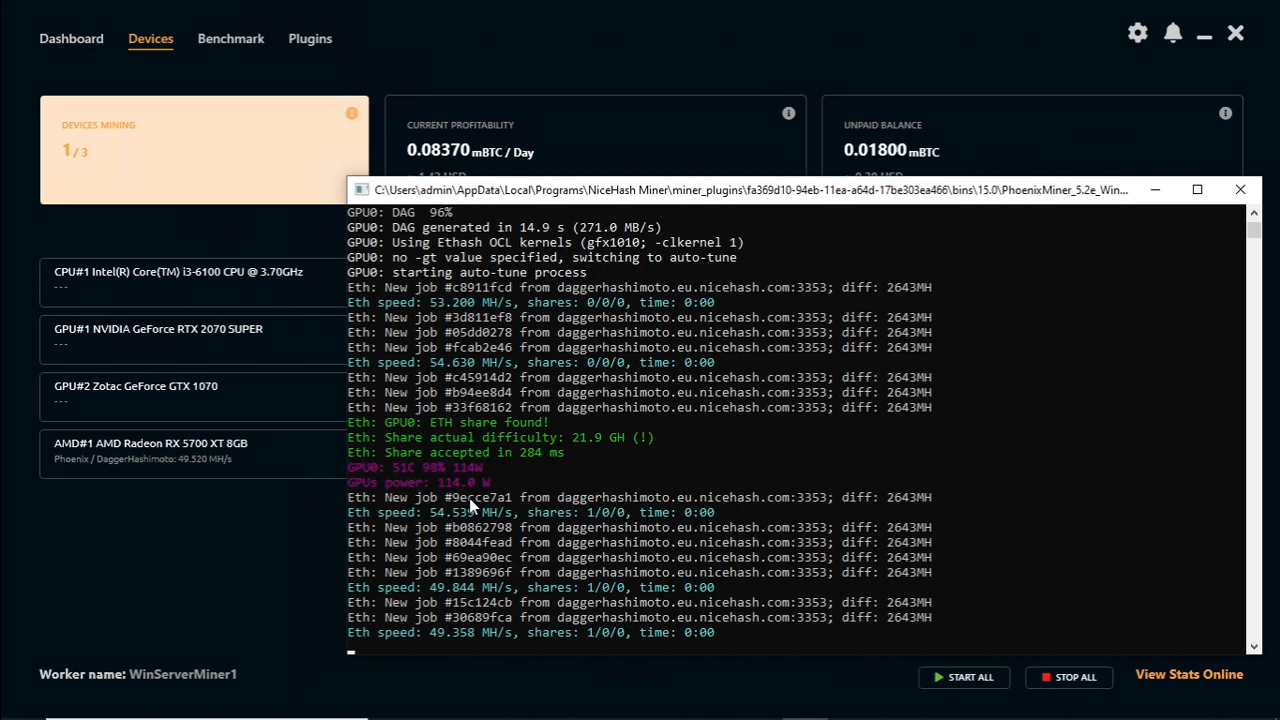 Dashboard Devices Benchmark Plugins
DEVICES MINING
1 / 3
CURRENT PROFITABILITY
0.08370 mBTC / Day
UNPAID BALANCE
0.01800 mBTC
C:\Users\admin\AppData\Local\Programs\NiceHash Miner\miner_plugins\fa369d10-94eb-11ea-a64d-17be303ea466\bins\15.0\PhoenixMiner_5.2e_Win...
GPU0: DAG 96%
GPU0: DAG generated in 14.9 s (271.0 MB/s)
GPU0: Using Ethash OCL kernels (gfx1010; -clkernel 1)
GPU0: no -gt value specified, switching to auto-tune
GPU0: starting auto-tune process
Eth: New job #c8911fcd from daggerhashimoto.eu.nicehash.com:3353; diff: 2643MH
Eth speed: 53.200 MH/s, shares: 0/0/0, time: 0:00
Eth: New job #3d811ef8 from daggerhashimoto.eu.nicehash.com:3353; diff: 2643MH
Eth: New job #05dd0278 from daggerhashimoto.eu.nicehash.com:3353; diff: 2643MH
Eth: New job #fcab2e46 from daggerhashimoto.eu.nicehash.com:3353; diff: 2643MH
Eth speed: 54.630 MH/s, shares: 0/0/0, time: 0:00
Eth: New job #c45914d2 from daggerhashimoto.eu.nicehash.com:3353; diff: 2643MH
Eth: New job #b94ee8d4 from daggerhashimoto.eu.nicehash.com:3353; diff: 2643MH
Eth: New job #33f68162 from daggerhashimoto.eu.nicehash.com:3353; diff: 2643MH
Eth: GPU0: ETH share found!
Eth: Share actual difficulty: 21.9 GH (!)
Eth: Share accepted in 284 ms
GPU0: 51C 98% 114W
GPUs power: 114.0 W
Eth: New job #9ecce7a1 from daggerhashimoto.eu.nicehash.com:3353; diff: 2643MH
Eth speed: MH/s, shares: 1/0/0, time: 0:00
Eth: New job #b0862798 from daggerhashimoto.eu.nicehash.com:3353; diff: 2643MH
Eth: New job #8044fead from daggerhashimoto.eu.nicehash.com:3353; diff: 2643MH
Eth: New job #69ea90ec from daggerhashimoto.eu.nicehash.com:3353; diff: 2643MH
Eth: New job #1389696f from daggerhashimoto.eu.nicehash.com:3353; diff: 2643MH
Eth speed: 49.844 MH/s, shares: 1/0/0, time: 0:00
Eth: New job #15c124cb from daggerhashimoto.eu.nicehash.com:3353; diff: 2643MH
Eth: New job #30689fca from daggerhashimoto.eu.nicehash.com:3353; diff: 2643MH
Eth speed: 49.358 MH/s, shares: 1/0/0, time: 0:00
CPU#1 Intel(R) Core(TM) i3-6100 CPU @ 3.70GHz
---
GPU#1 NVIDIA GeForce RTX 2070 SUPER
---
GPU#2 Zotac GeForce GTX 1070
---
AMD#1 AMD Radeon RX 5700 XT 8GB
Phoenix / DaggerHashimoto: 49.520 MH/s
Worker name: WinServerMiner1
START ALL
STOP ALL
View Stats Online